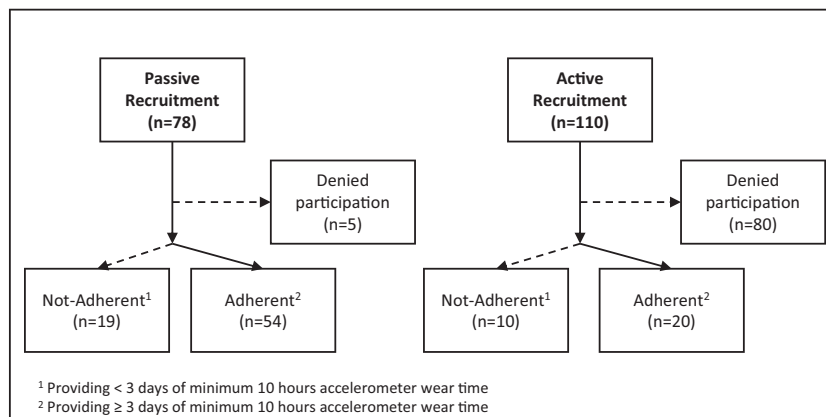 Passive
Recruitment
(n=78)
Active
Recruitment
(n=110)
Denied
participation
(n=5)
Denied
participation
(n=80)
Not-Adherent¹
(n=19)
Adherent²
(n=54)
Not-Adherent¹
(n=10)
Adherent²
(n=20)
¹ Providing < 3 days of minimum 10 hours accelerometer wear time
² Providing ≥ 3 days of minimum 10 hours accelerometer wear time